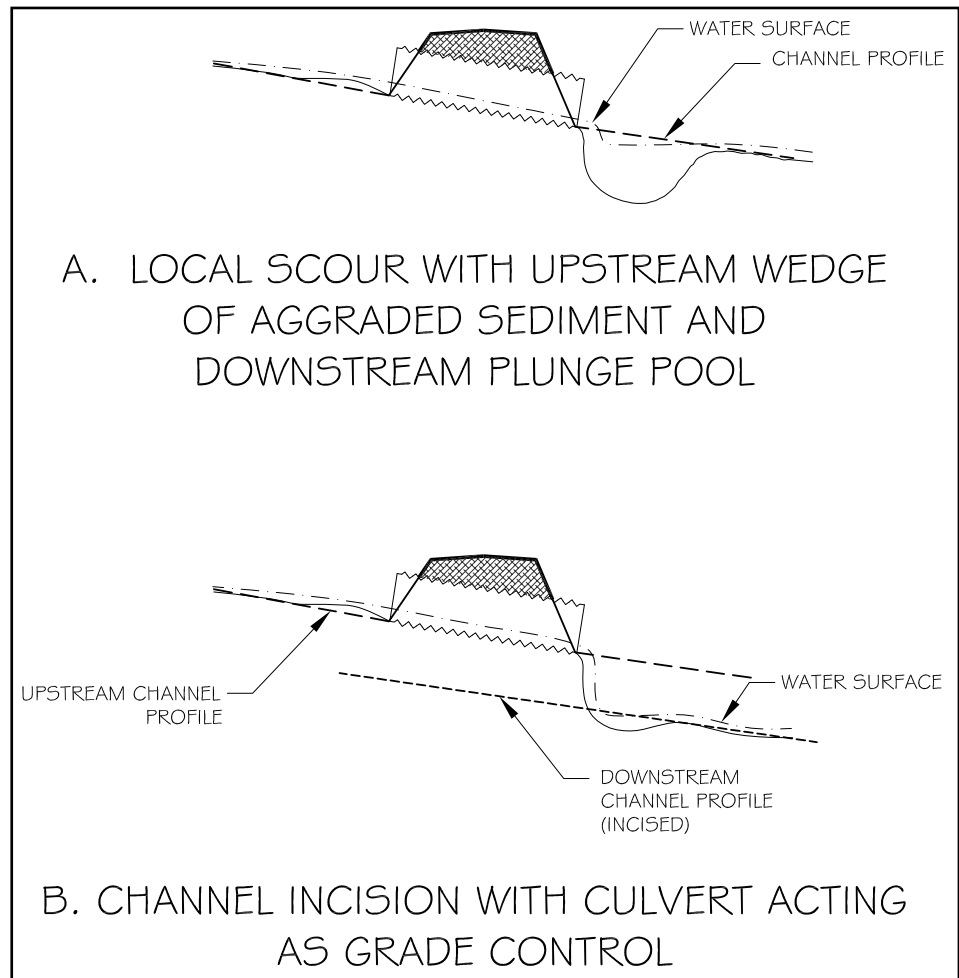 WATER SURFACE
CHANNEL PROFILE
A. LOCAL SCOUR WITH UPSTREAM WEDGE
OF AGGRADED SEDIMENT AND
DOWNSTREAM PLUNGE POOL
UPSTREAM CHANNEL
PROFILE
WATER SURFACE
DOWNSTREAM
CHANNEL PROFILE
(INCISED)
B. CHANNEL INCISION WITH CULVERT ACTING
AS GRADE CONTROL